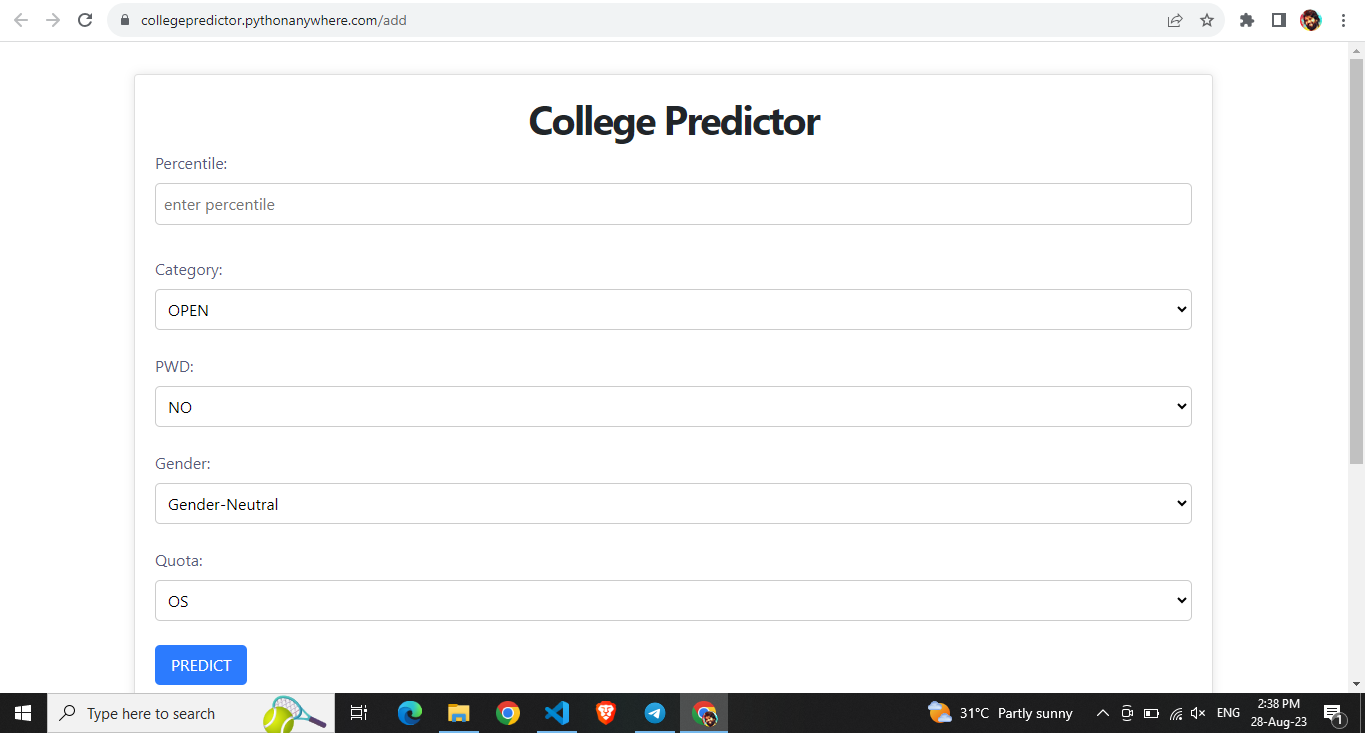 collegepredictor.pythonanywhere.com/add
College Predictor
Percentile:
enter percentile
Category:
OPEN
PWD:
NO
Gender:
Gender-Neutral
Quota:
OS
PREDICT
Type here to search
31°C Partly sunny
ENG
2:38 PM
28-Aug-23
1